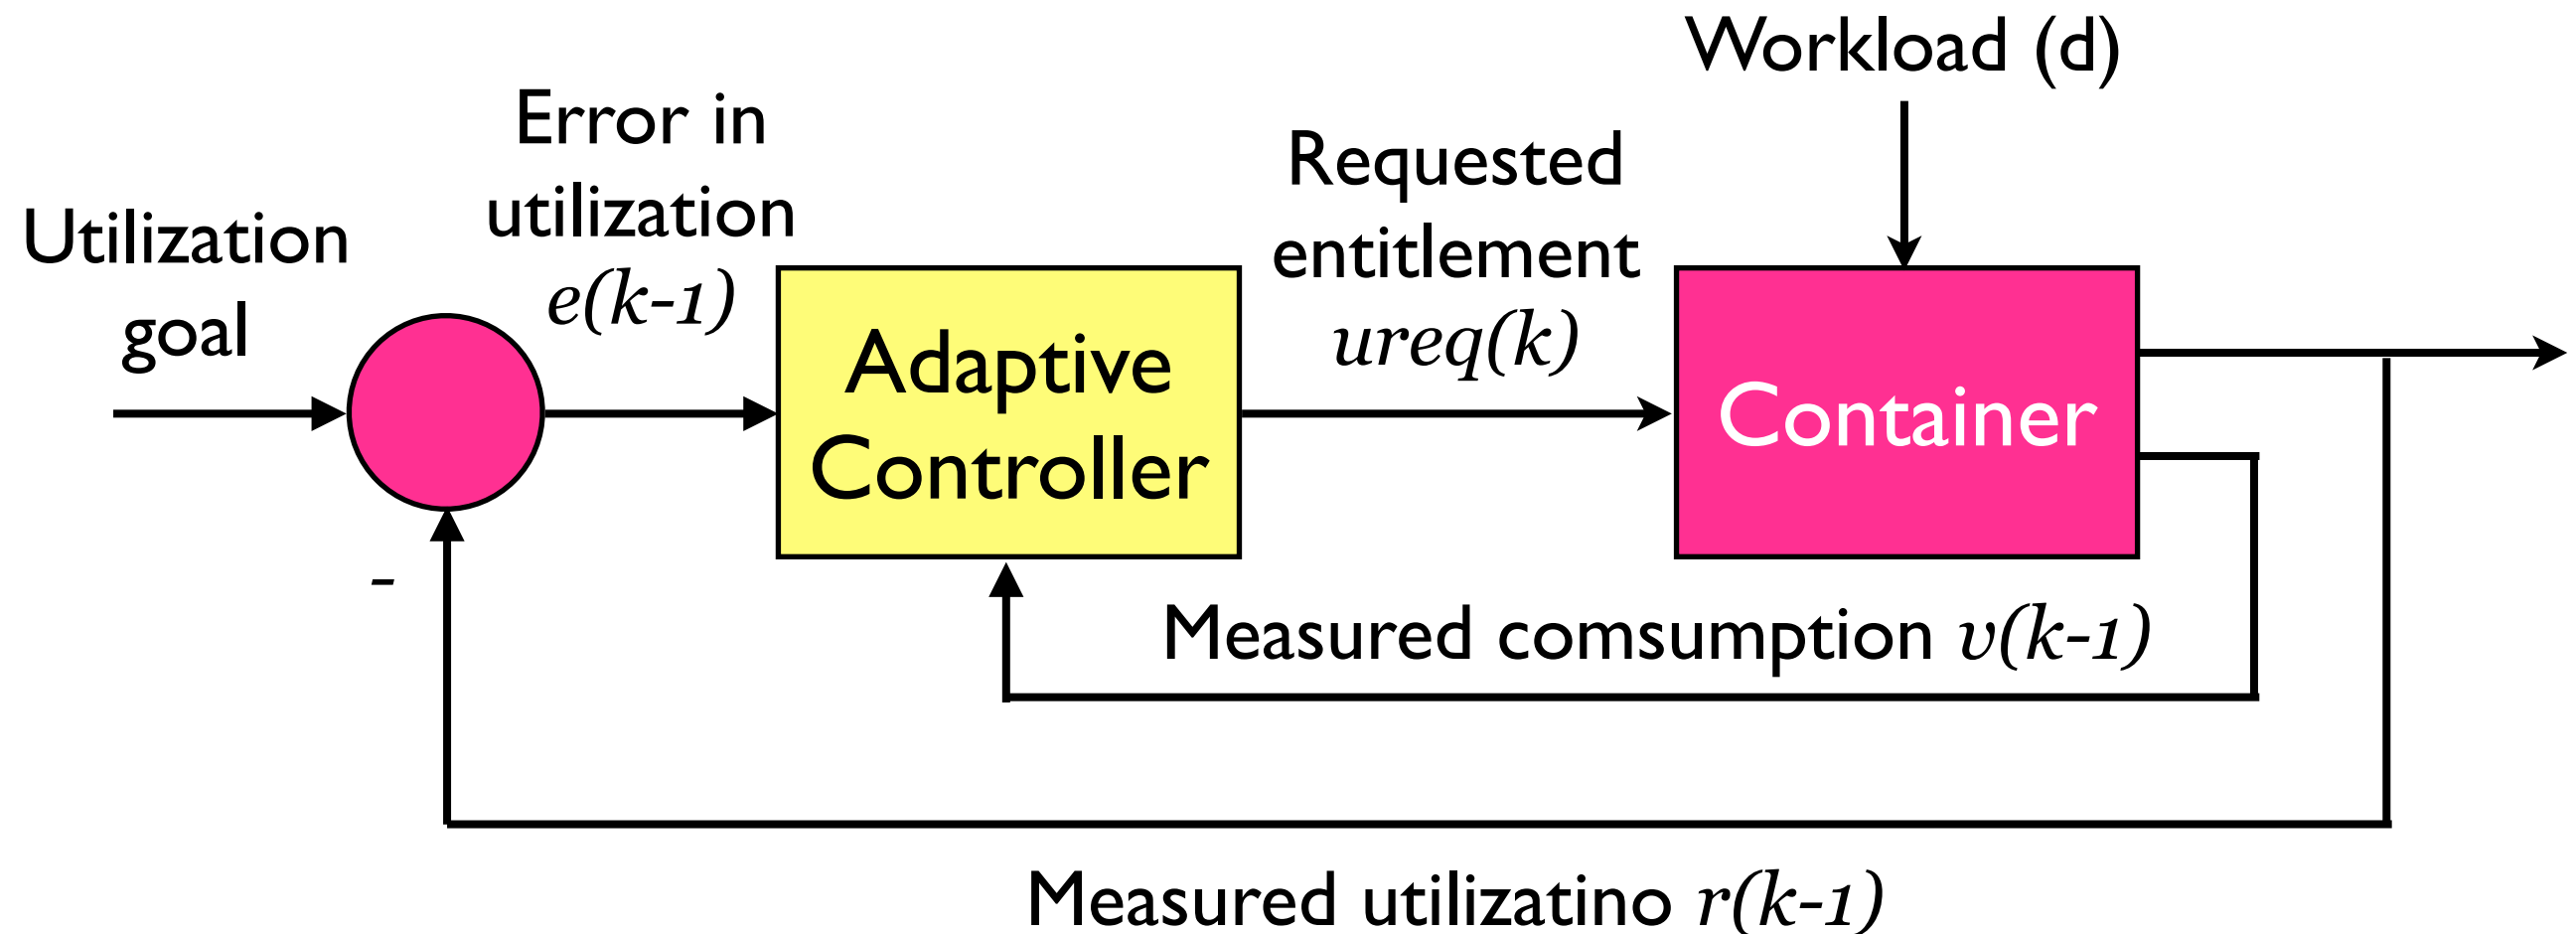 Workload (d)
Error in
utilization
e(k-1)
Requested
entitlement
ureq(k)
Utilization
goal
Adaptive
Controller
Container
-
Measured comsumption v(k-1)
Measured utilizatino r(k-1)